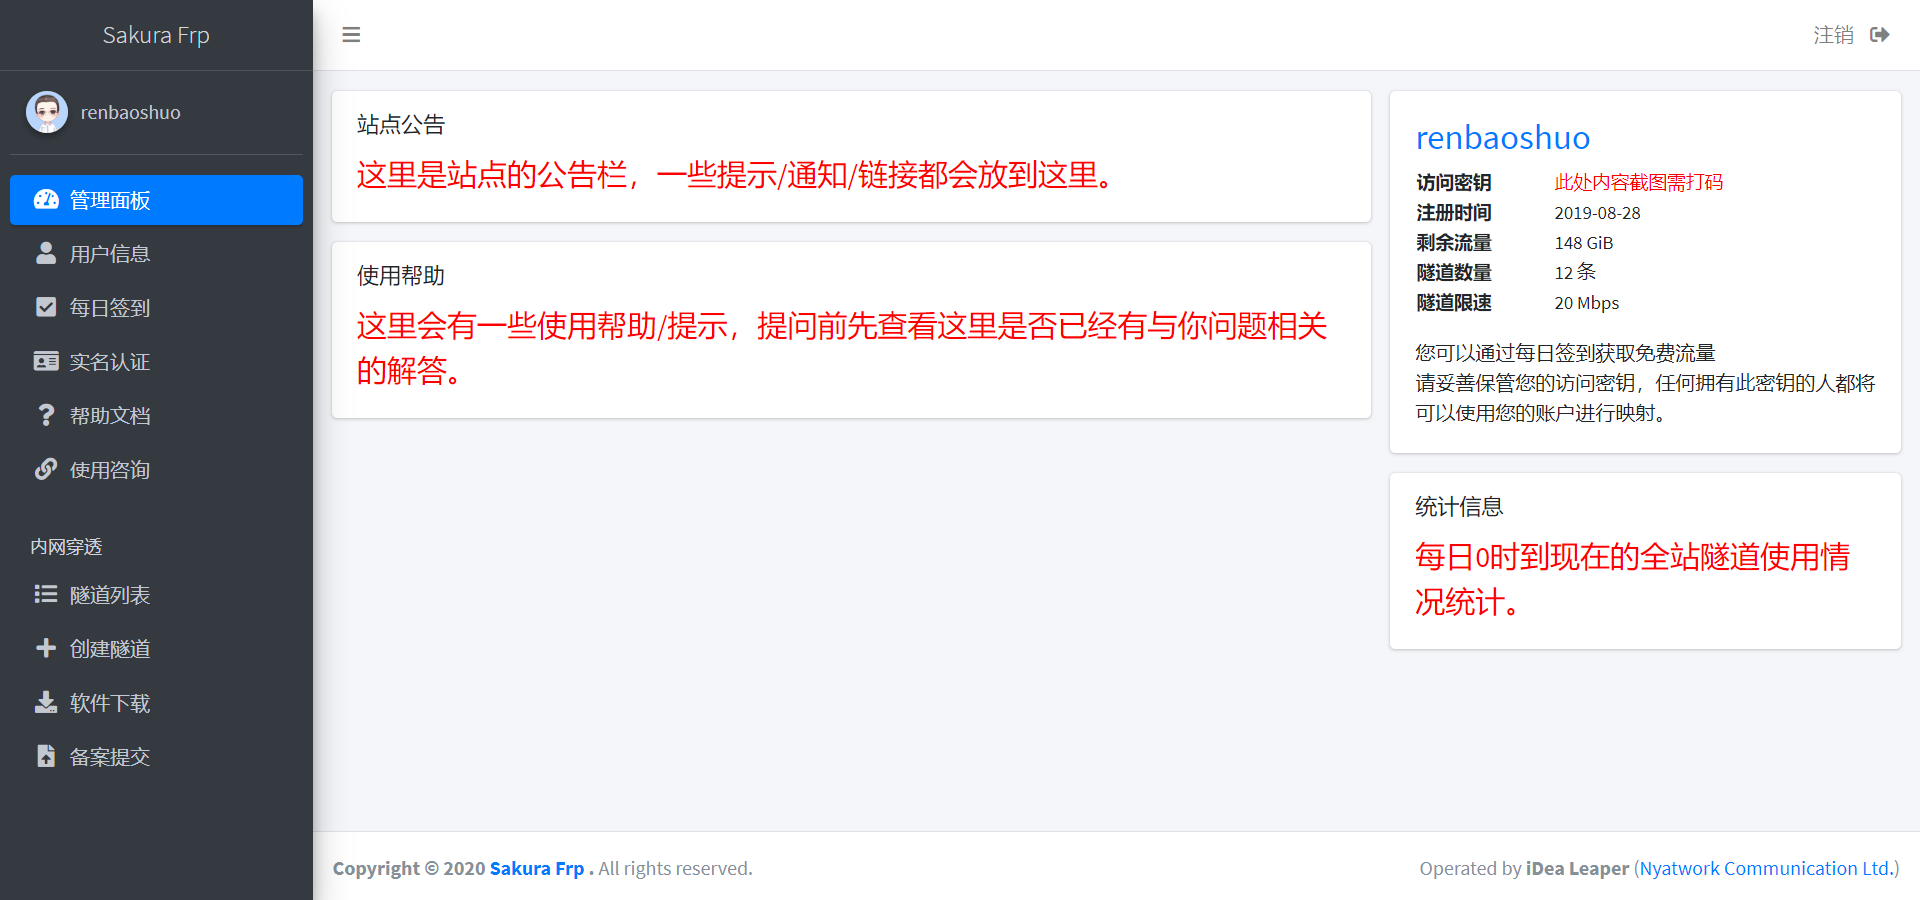 Sakura Frp
renbaoshuo
管理面板
用户信息
每日签到
实名认证
帮助文档
使用咨询
内网穿透
隧道列表
创建隧道
软件下载
备案提交
注销
站点公告
这里是站点的公告栏，一些提示/通知/链接都会放到这里。
使用帮助
这里会有一些使用帮助/提示，提问前先查看这里是否已经有与你问题相关
的解答。
renbaoshuo
访问密钥 此处内容截图需打码
注册时间 2019-08-28
剩余流量 148 GiB
隧道数量 12 条
隧道限速 20 Mbps
您可以通过每日签到获取免费流量
请妥善保管您的访问密钥，任何拥有此密钥的人都将
可以使用您的账户进行映射。
统计信息
每日0时到现在的全站隧道使用情
况统计。
Copyright © 2020 Sakura Frp . All rights reserved.
Operated by iDea Leaper (Nyatwork Communication Ltd.)